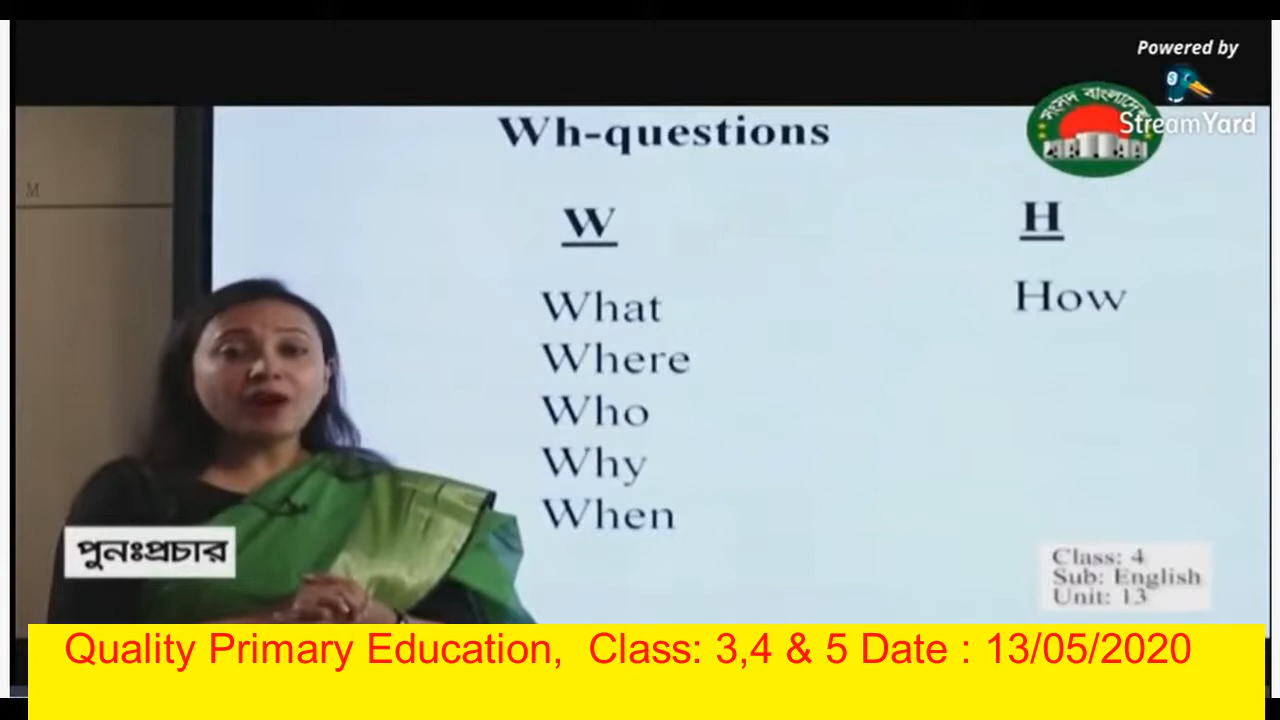 Powered by
StreamYard
সংসদ বাংলাদেশ
Wh-questions
W
H
What
How
Where
Who
Why
When
M
পুনঃপ্রচার
Class: 4
Sub: English
Unit: 13
Quality Primary Education, Class: 3,4 & 5 Date : 13/05/2020